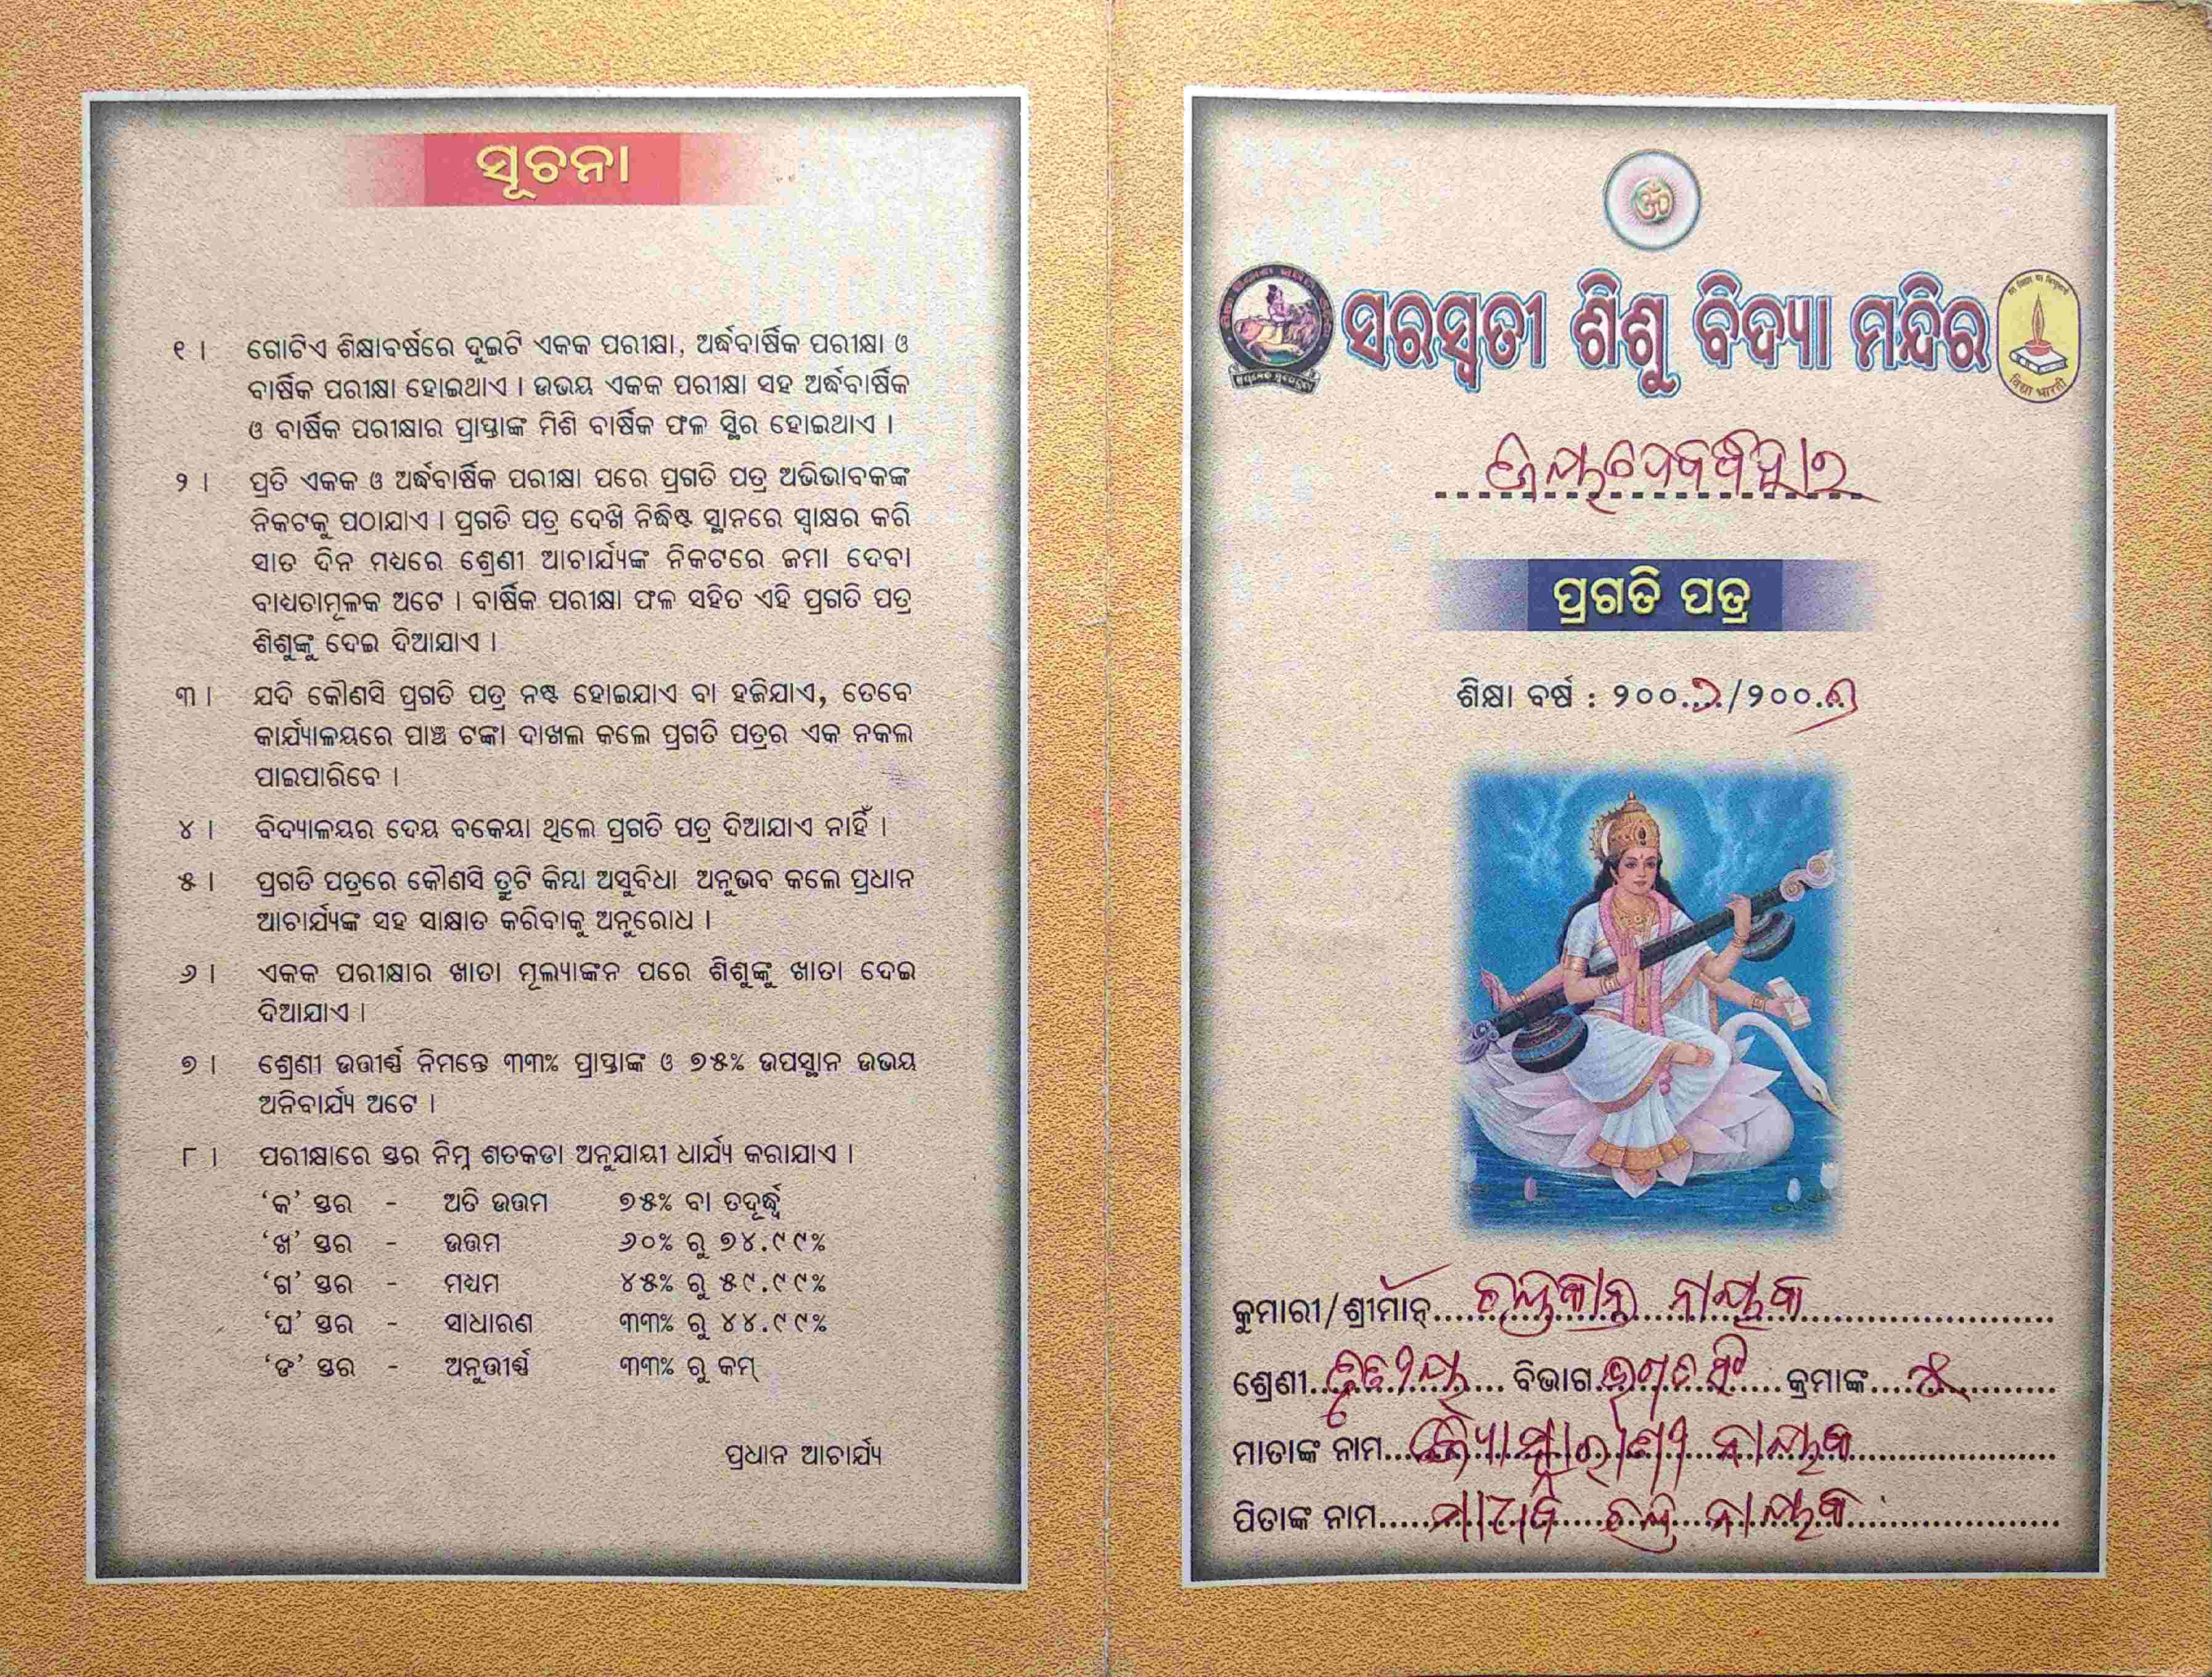 ସୂଚନା
୧ । ଗୋଟିଏ ଶିକ୍ଷାବର୍ଷରେ ଦୁଇଟି ଏକକ ପରୀକ୍ଷା, ଅର୍ଦ୍ଧବାର୍ଷିକ ପରୀକ୍ଷା ଓ
ବାର୍ଷିକ ପରୀକ୍ଷା ହୋଇଥାଏ । ଉଭୟ ଏକକ ପରୀକ୍ଷା ସହ ଅର୍ଦ୍ଧବାର୍ଷିକ
ଓ ବାର୍ଷିକ ପରୀକ୍ଷାର ପ୍ରାପ୍ତାଙ୍କ ମିଶି ବାର୍ଷିକ ଫଳ ସ୍ଥିର ହୋଇଥାଏ ।
୨ । ପ୍ରତି ଏକକ ଓ ଅର୍ଦ୍ଧବାର୍ଷିକ ପରୀକ୍ଷା ପରେ ପ୍ରଗତି ପତ୍ର ଅଭିଭାବକଙ୍କ
ନିକଟକୁ ପଠାଯାଏ । ପ୍ରଗତି ପତ୍ର ଦେଖି ନିଦ୍ଧିଷ୍ଟ ସ୍ଥାନରେ ସ୍ୱାକ୍ଷର କରି
ସାତ ଦିନ ମଧ୍ୟରେ ଶ୍ରେଣୀ ଆଚାର୍ଯ୍ୟଙ୍କ ନିକଟରେ ଜମା ଦେବା
ବାଧ୍ୟତାମୂଳକ ଅଟେ । ବାର୍ଷିକ ପରୀକ୍ଷା ଫଳ ସହିତ ଏହି ପ୍ରଗତି ପତ୍ର
ଶିଶୁଙ୍କୁ ଦେଇ ଦିଆଯାଏ ।
୩ । ଯଦି କୌଣସି ପ୍ରଗତି ପତ୍ର ନଷ୍ଟ ହୋଇଯାଏ ବା ହଜିଯାଏ, ତେବେ
କାର୍ଯ୍ୟାଳୟରେ ପାଞ୍ଚ ଟଙ୍କା ଦାଖଲ କଲେ ପ୍ରଗତି ପତ୍ରର ଏକ ନକଲ
ପାଇପାରିବେ ।
୪ । ବିଦ୍ୟାଳୟର ଦେୟ ବକେୟା ଥିଲେ ପ୍ରଗତି ପତ୍ର ଦିଆଯାଏ ନାହିଁ ।
୫ । ପ୍ରଗତି ପତ୍ରରେ କୌଣସି ତ୍ରୁଟି କିମ୍ବା ଅସୁବିଧା ଅନୁଭବ କଲେ ପ୍ରଧାନ
ଆଚାର୍ଯ୍ୟଙ୍କ ସହ ସାକ୍ଷାତ କରିବାକୁ ଅନୁରୋଧ ।
୬ । ଏକକ ପରୀକ୍ଷାର ଖାତା ମୂଲ୍ୟାଙ୍କନ ପରେ ଶିଶୁଙ୍କୁ ଖାତା ଦେଇ
ଦିଆଯାଏ ।
୭ । ଶ୍ରେଣୀ ଉତ୍ତୀର୍ଣ୍ଣ ନିମନ୍ତେ ୩୩% ପ୍ରାପ୍ତାଙ୍କ ଓ ୭୫% ଉପସ୍ଥାନ ଉଭୟ
ଅନିବାର୍ଯ୍ୟ ଅଟେ ।
୮ । ପରୀକ୍ଷାରେ ସ୍ତର ନିମ୍ନ ଶତକଡା ଅନୁଯାୟୀ ଧାର୍ଯ୍ୟ କରାଯାଏ ।
‘କ’ ସ୍ତର - ଅତି ଉତ୍ତମ ୭୫% ବା ତଦୂର୍ଦ୍ଧ୍ୱ
‘ଖ’ ସ୍ତର - ଉତ୍ତମ ୬୦% ରୁ ୭୪.୯୯%
‘ଗ’ ସ୍ତର - ମଧ୍ୟମ ୪୫% ରୁ ୫୯.୯୯%
‘ଘ’ ସ୍ତର - ସାଧାରଣ ୩୩% ରୁ ୪୪.୯୯%
‘ଙ’ ସ୍ତର - ଅନୁତ୍ତୀର୍ଣ୍ଣ ୩୩% ରୁ କମ୍
ପ୍ରଧାନ ଆଚାର୍ଯ୍ୟ
ସରସ୍ୱତୀ ଶିଶୁ ବିଦ୍ୟା ମନ୍ଦିର
विद्या भारती
ଜୟଦେବବିହାର
ପ୍ରଗତି ପତ୍ର
ଶିକ୍ଷା ବର୍ଷ : ୨୦୦..୨/୨୦୦..୩
କୁମାରୀ/ଶ୍ରୀମାନ୍ ଚନ୍ଦ୍ରକାନ୍ତ ନାୟକ
ଶ୍ରେଣୀ ତୃତୀୟ ବିଭାଗ ଭଗତସିଂ କ୍ରମାଙ୍କ
ମାତାଙ୍କ ନାମ ଜ୍ୟୋସ୍ନାରାଣୀ ନାୟକ
ପିତାଙ୍କ ନାମ ଚନ୍ଦ୍ର ନାୟକ